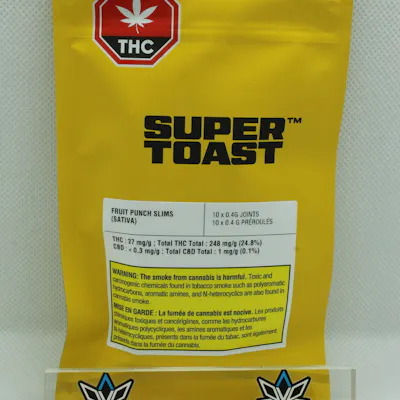 THC
SUPER™
TOAST
FRUIT PUNCH SLIMS
(SATIVA)
10 x 0.4G JOINTS
10 x 0.4 G PRÉROULÉS
THC : 37 mg/g ; Total THC Total : 248 mg/g (24.8%)
CBD : < 0.3 mg/g ; Total CBD Total : 1 mg/g (0.1%)
WARNING: The smoke from cannabis is harmful. Toxic and
carcinogenic chemicals found in tobacco smoke such as polyaromatic
hydrocarbons, aromatic amines, and N-heterocyclics are also found in
cannabis smoke.
MISE EN GARDE : La fumée de cannabis est nocive. Les produits
chimiques toxiques et cancérigènes, comme les hydrocarbures
aromatiques polycycliques, les amines aromatiques et les
présents dans la fumée du tabac, sont également
présents dans la fumée du cannabis.